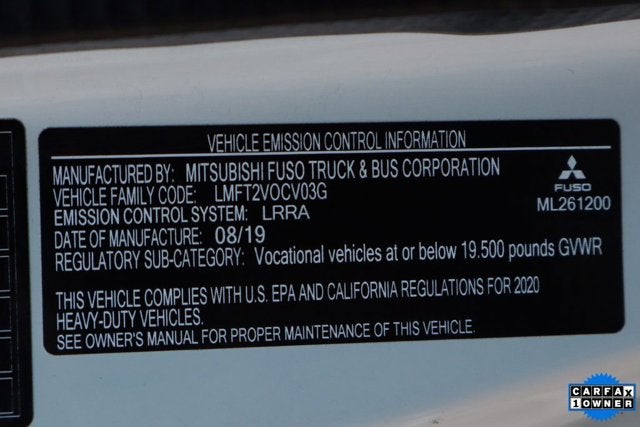 VEHICLE EMISSION CONTROL INFORMATION
MANUFACTURED BY: MITSUBISHI FUSO TRUCK & BUS CORPORATION
VEHICLE FAMILY CODE: LMFT2VOCV03G
EMISSION CONTROL SYSTEM: LRRA
DATE OF MANUFACTURE: 08/19
REGULATORY SUB-CATEGORY: Vocational vehicles at or below 19.500 pounds GVWR
FUSO
ML261200
THIS VEHICLE COMPLIES WITH U.S. EPA AND CALIFORNIA REGULATIONS FOR 2020
HEAVY-DUTY VEHICLES.
SEE OWNER'S MANUAL FOR PROPER MAINTENANCE OF THIS VEHICLE.
CARFAX
1 OWNER